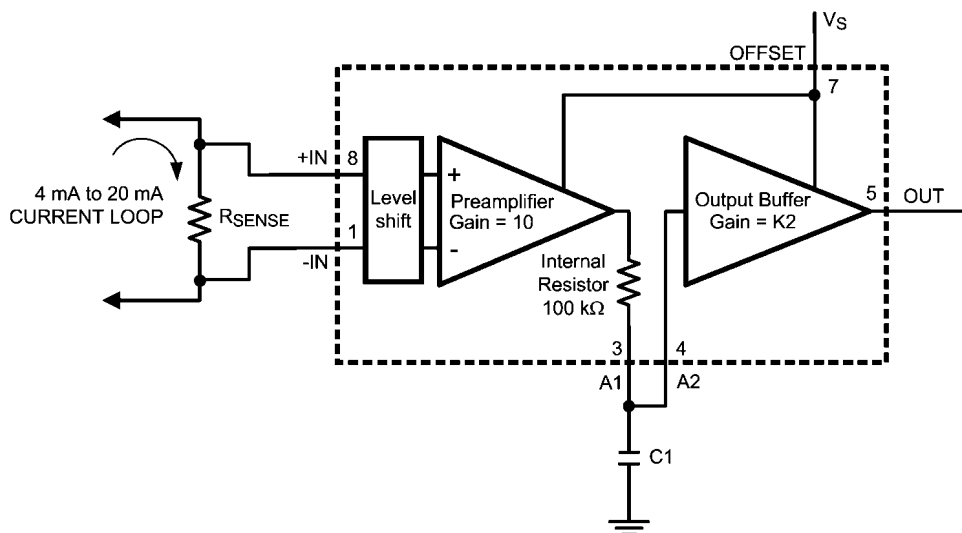 VS
OFFSET
7
+IN
8
4 mA to 20 mA
CURRENT LOOP
RSENSE
Level
shift
+
-
Preamplifier
Gain = 10
Output Buffer
Gain = K2
5
OUT
1
-IN
Internal
Resistor
100 kΩ
3
4
A1
A2
C1